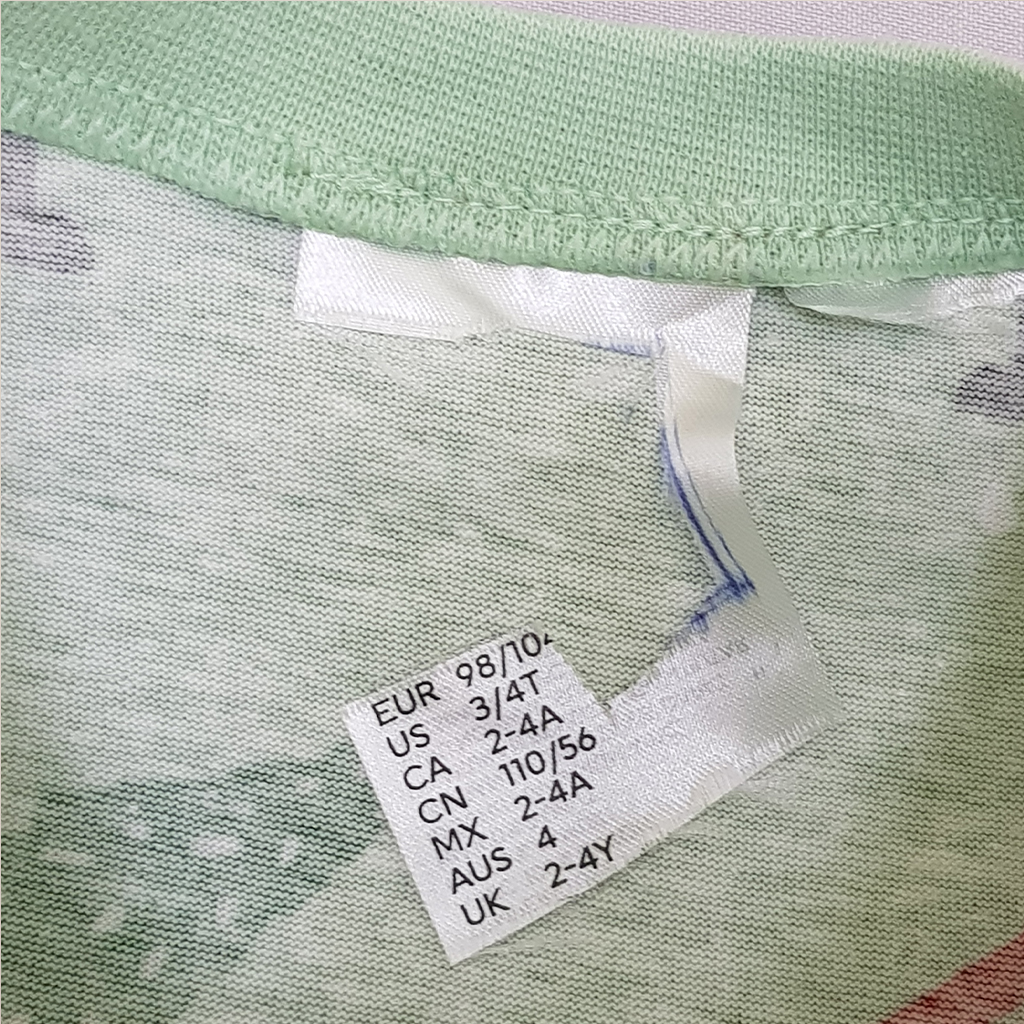 EUR 98/104
US 3/4T
CA 2-4A
CN 110/56
MX 2-4A
AUS 4
UK 2-4Y